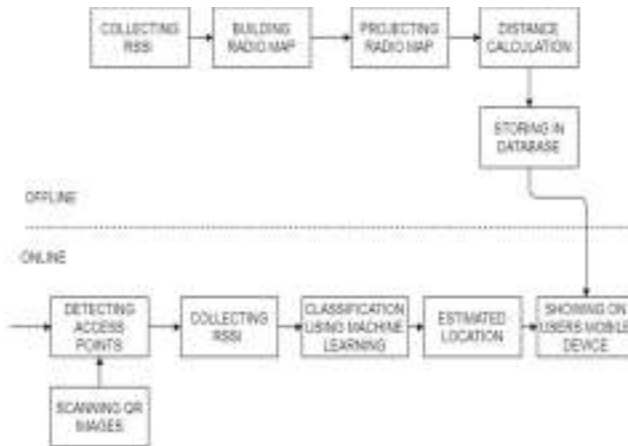 COLLECTING
RSSI
BUILDING
RADIO MAP
PROJECTING
RADIO MAP
DISTANCE
CALCULATION
STORING IN
DATABASE
OFFLINE
ONLINE
DETECTING
ACCESS
POINTS
COLLECTING
RSSI
CLASSIFICATION
USING MACHINE
LEARNING
ESTIMATED
LOCATION
SHOWING ON
USERS MOBILE
DEVICE
SCANNING QR
IMAGES